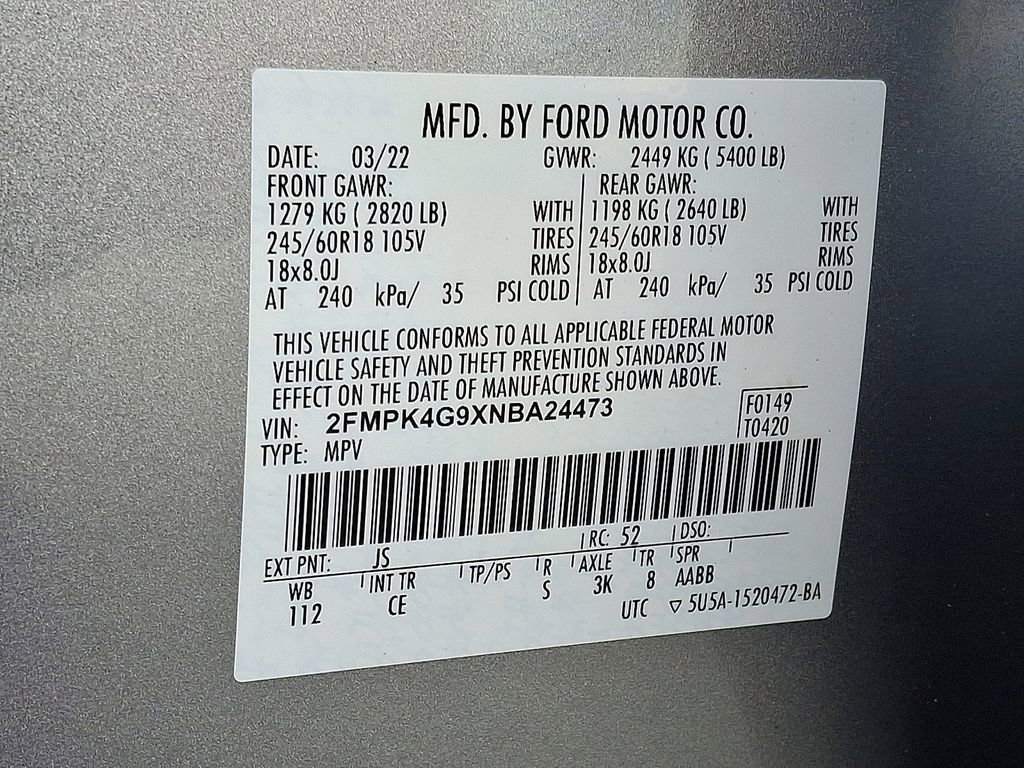 MFD. BY FORD MOTOR CO.
DATE: 03/22 GVWR: 2449 KG ( 5400 LB)
FRONT GAWR: REAR GAWR:
1279 KG ( 2820 LB) WITH 1198 KG ( 2640 LB) WITH
245/60R18 105V TIRES 245/60R18 105V TIRES
18x8.0J RIMS 18x8.0J RIMS
AT 240 kPa/ 35 PSI COLD AT 240 kPa/ 35 PSI COLD
THIS VEHICLE CONFORMS TO ALL APPLICABLE FEDERAL MOTOR
VEHICLE SAFETY AND THEFT PREVENTION STANDARDS IN
EFFECT ON THE DATE OF MANUFACTURE SHOWN ABOVE.
VIN: 2FMPK4G9XNBA24473 F0149
TYPE: MPV T0420
EXT PNT: JS RC: 52 DSO:
WB INT TR TP/PS R AXLE TR SPR
112 CE S 3K 8 AABB
UTC ▽ 5U5A-1520472-BA